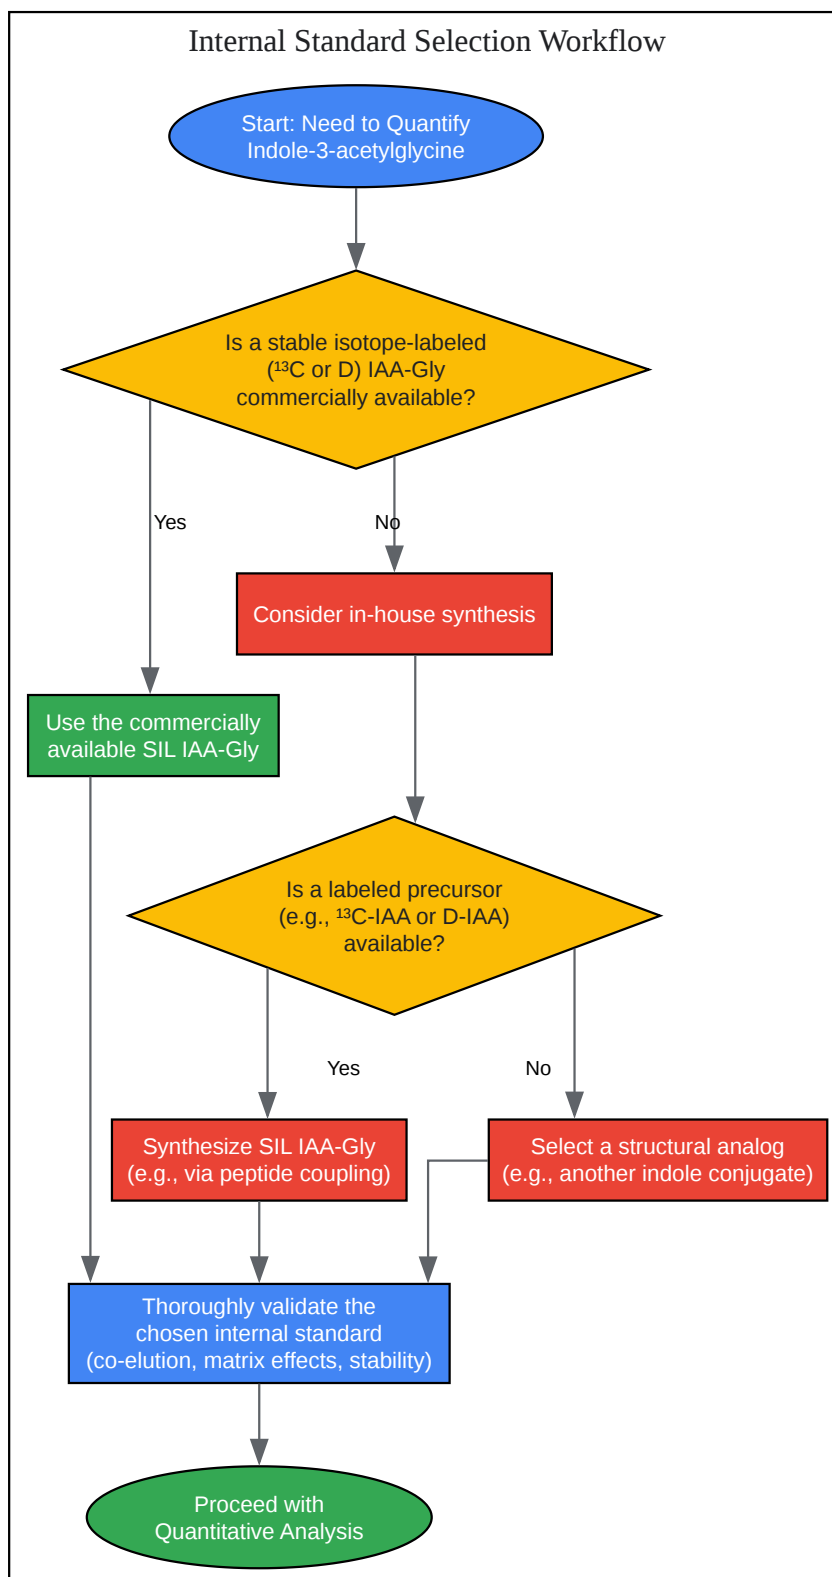 Internal Standard Selection Workflow
Start: Need to Quantify
Indole-3-acetylglycine
Is a stable isotope-labeled
(¹³C or D) IAA-Gly
commercially available?
Yes
No
Consider in-house synthesis
Use the commercially
available SIL IAA-Gly
Is a labeled precursor
(e.g., ¹³C-IAA or D-IAA)
available?
Yes
No
Synthesize SIL IAA-Gly
(e.g., via peptide coupling)
Select a structural analog
(e.g., another indole conjugate)
Thoroughly validate the
chosen internal standard
(co-elution, matrix effects, stability)
Proceed with
Quantitative Analysis